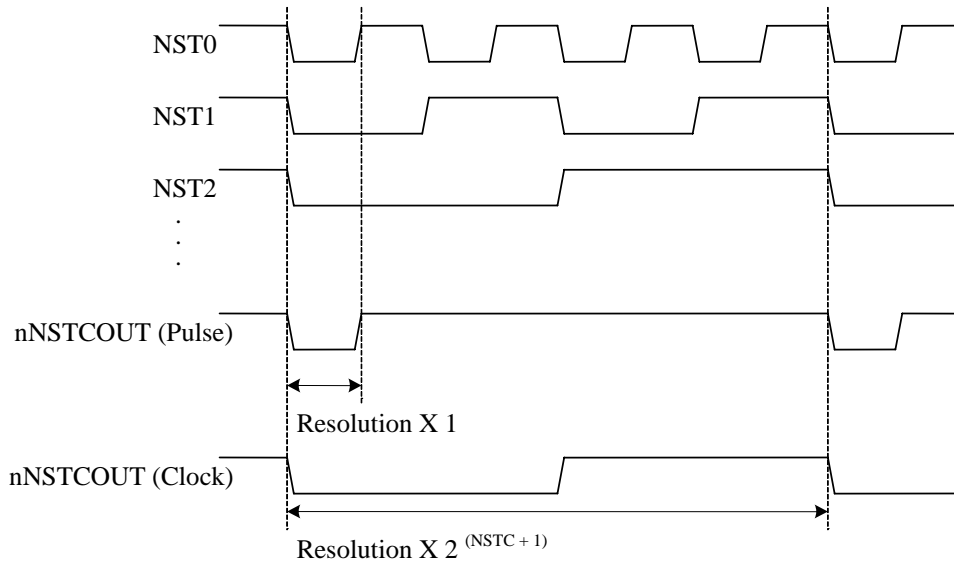 NST0
NST1
NST2
.
.
.
nNSTCOUT (Pulse)
Resolution X 1
nNSTCOUT (Clock)
Resolution X 2 (NSTC + 1)